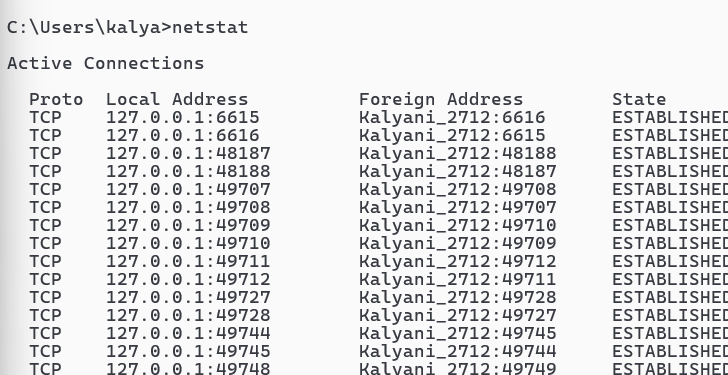 C:\Users\kalya>netstat
Active Connections
Proto Local Address Foreign Address State
TCP 127.0.0.1:6615 Kalyani_2712:6616 ESTABLISHED
TCP 127.0.0.1:6616 Kalyani_2712:6615 ESTABLISHED
TCP 127.0.0.1:48187 Kalyani_2712:48188 ESTABLISHED
TCP 127.0.0.1:48188 Kalyani_2712:48187 ESTABLISHED
TCP 127.0.0.1:49707 Kalyani_2712:49708 ESTABLISHED
TCP 127.0.0.1:49708 Kalyani_2712:49707 ESTABLISHED
TCP 127.0.0.1:49709 Kalyani_2712:49710 ESTABLISHED
TCP 127.0.0.1:49710 Kalyani_2712:49709 ESTABLISHED
TCP 127.0.0.1:49711 Kalyani_2712:49712 ESTABLISHED
TCP 127.0.0.1:49712 Kalyani_2712:49711 ESTABLISHED
TCP 127.0.0.1:49727 Kalyani_2712:49728 ESTABLISHED
TCP 127.0.0.1:49728 Kalyani_2712:49727 ESTABLISHED
TCP 127.0.0.1:49744 Kalyani_2712:49745 ESTABLISHED
TCP 127.0.0.1:49745 Kalyani_2712:49744 ESTABLISHED
TCP 127.0.0.1:49748 Kalyani_2712:49749 ESTABLISHED